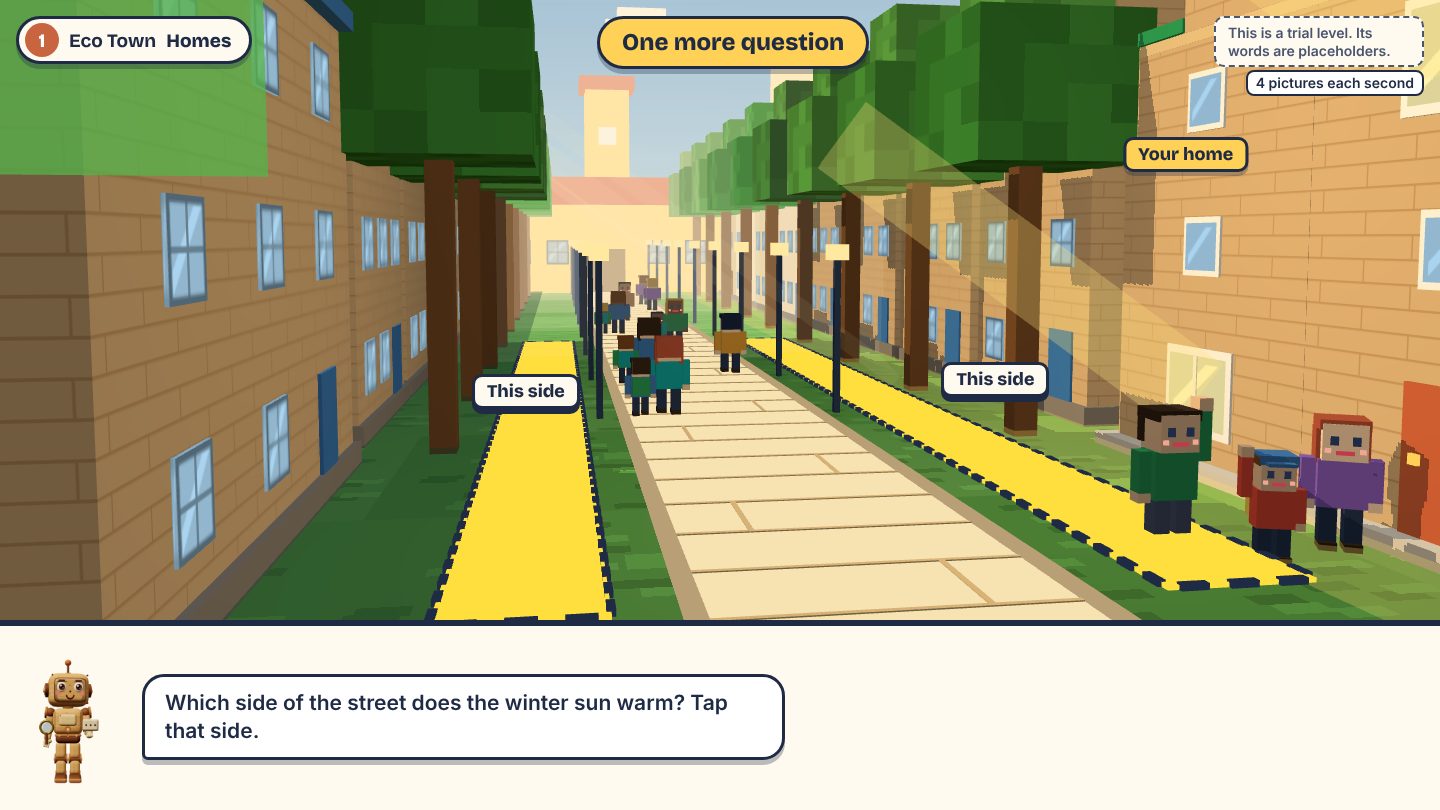 1 Eco Town Homes
One more question
This is a trial level. Its
words are placeholders.
4 pictures each second
Your home
This side
This side
Which side of the street does the winter sun warm? Tap
that side.